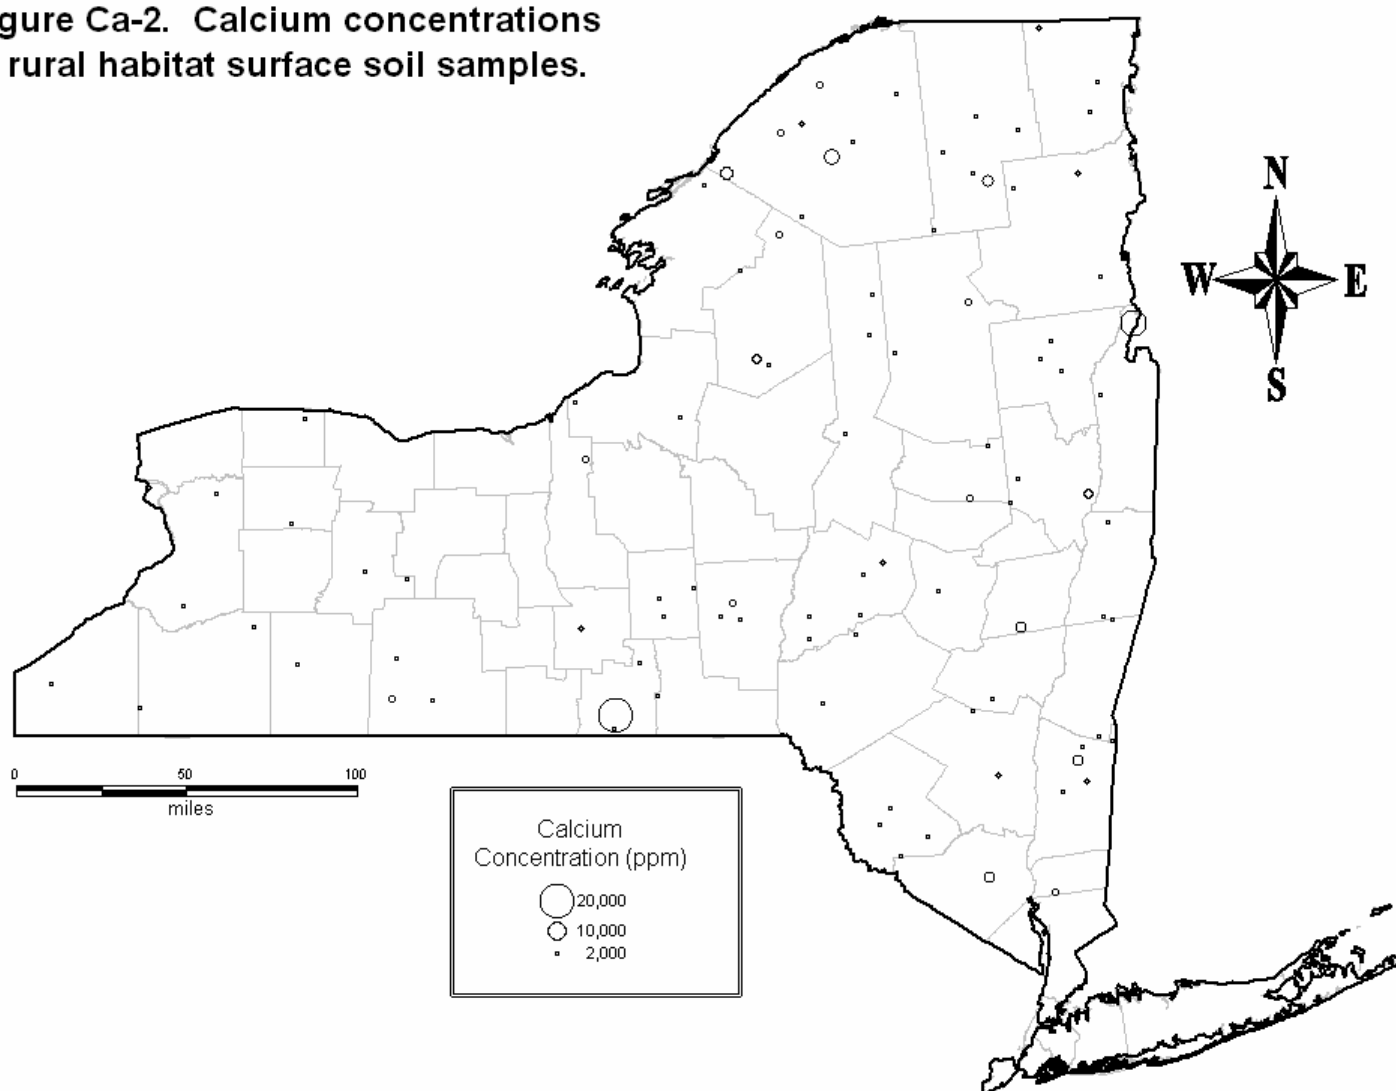 gure Ca-2. Calcium concentrations
rural habitat surface soil samples.
N
W
E
S
0 50 100
miles
Calcium
Concentration (ppm)
20,000
10,000
2,000